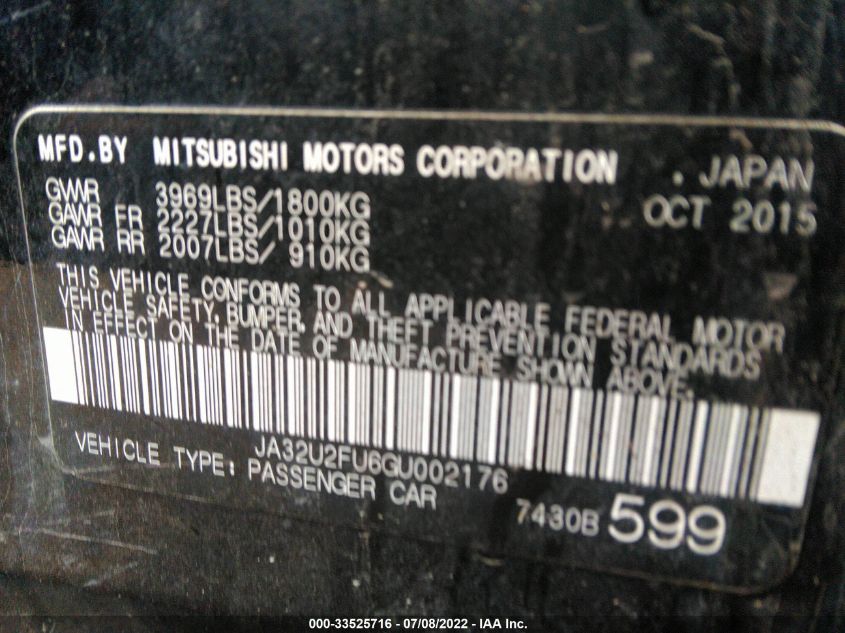 MFD.BY MITSUBISHI MOTORS CORPORATION . JAPAN
GVWR 3969LBS/1800KG OCT 2015
GAWR FR 2227LBS/1010KG
GAWR RR 2007LBS/ 910KG
THIS VEHICLE CONFORMS TO ALL APPLICABLE FEDERAL MOTOR
VEHICLE SAFETY, BUMPER, AND THEFT PREVENTION STANDARDS
IN EFFECT ON THE DATE OF MANUFACTURE SHOWN ABOVE.
JA32U2FU6GU002176
VEHICLE TYPE: PASSENGER CAR
7430B 599
000-33525716 - 07/08/2022 - IAA Inc.